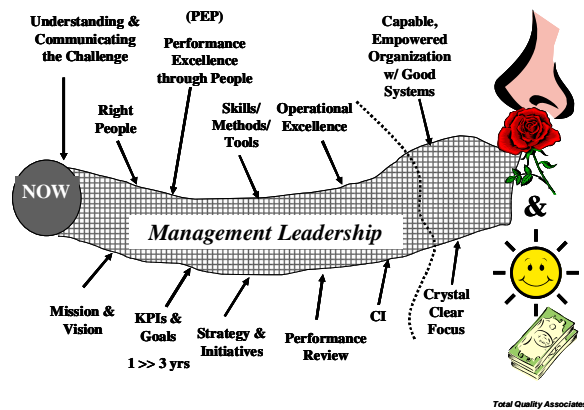 Understanding &
Communicating
the Challenge
(PEP)
Performance
Excellence
through People
Capable,
Empowered
Organization
w/ Good
Systems
Right
People
Skills/
Methods/
Tools
Operational
Excellence
NOW
Management Leadership
&
Mission &
Vision
KPIs &
Goals
1 >> 3 yrs
Strategy &
Initiatives
Performance
Review
CI
Crystal
Clear
Focus
Total Quality Associates